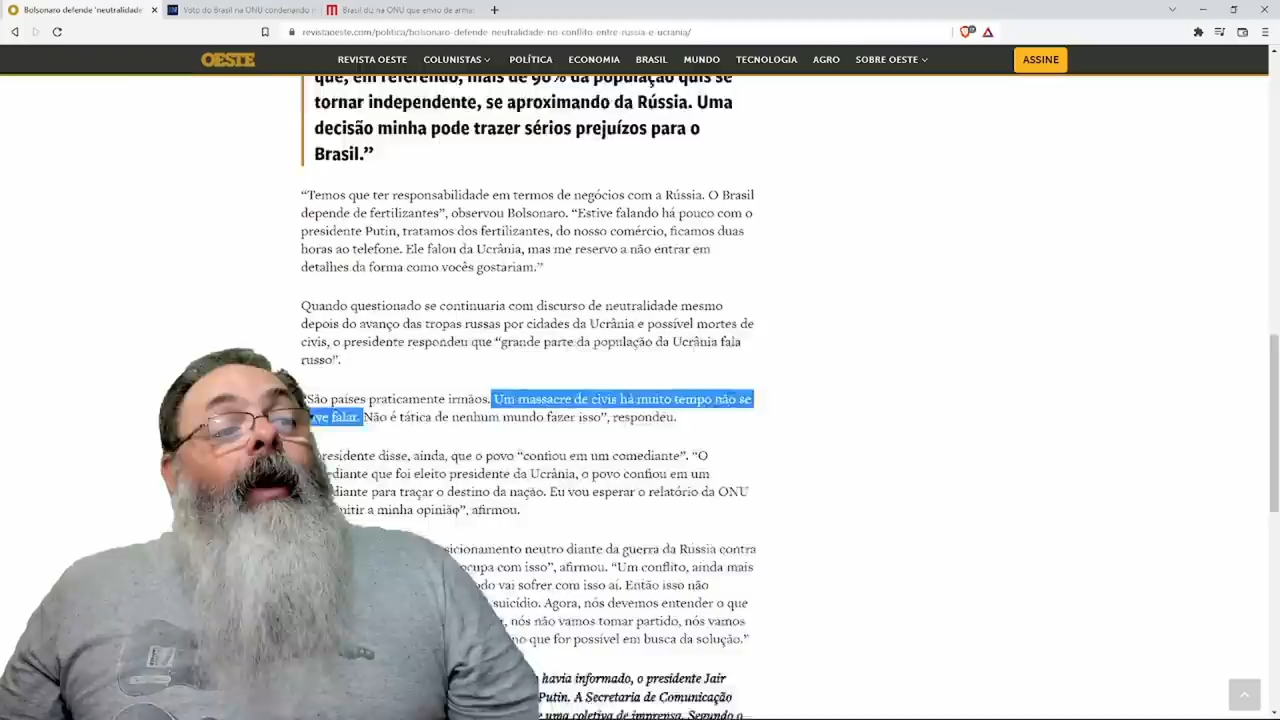 Bolsonaro defende 'neutralidade
Voto do Brasil na ONU condenando
Brasil diz na ONU que envio de arma
revistaoeste.com/politica/bolsonaro-defende-neutralidade-no-conflito-entre-russia-e-ucrania/
OESTE
REVISTA OESTE COLUNISTAS POLÍTICA ECONOMIA BRASIL MUNDO TECNOLOGIA AGRO SOBRE OESTE ASSINE
que, em referendo, mais de 90% da população quis se
tornar independente, se aproximando da Rússia. Uma
decisão minha pode trazer sérios prejuízos para o
Brasil.”
“Temos que ter responsabilidade em termos de negócios com a Rússia. O Brasil
depende de fertilizantes”, observou Bolsonaro. “Estive falando há pouco com o
presidente Putin, tratamos dos fertilizantes, do nosso comércio, ficamos duas
horas ao telefone. Ele falou da Ucrânia, mas me reservo a não entrar em
detalhes da forma como vocês gostariam.”
Quando questionado se continuaria com discurso de neutralidade mesmo
depois do avanço das tropas russas por cidades da Ucrânia e possível mortes de
civis, o presidente respondeu que “grande parte da população da Ucrânia fala
russo”.
“São países praticamente irmãos. Um massacre de civis há muito tempo não se
ve falar. Não é tática de nenhum mundo fazer isso”, respondeu.
presidente disse, ainda, que o povo “confiou em um comediante”. “O
ediante que foi eleito presidente da Ucrânia, o povo confiou em um
diante para traçar o destino da nação. Eu vou esperar o relatório da ONU
mitir a minha opinião”, afirmou.
sicionamento neutro diante da guerra da Rússia contra
ocupa com isso”, afirmou. “Um conflito, ainda mais
do vai sofrer com isso aí. Então isso não
suicídio. Agora, nós devemos entender o que
, nós não vamos tomar partido, nós vamos
no que for possível em busca da solução.”
havia informado, o presidente Jair
Putin. A Secretaria de Comunicação
e uma coletiva de imprensa. Segundo o